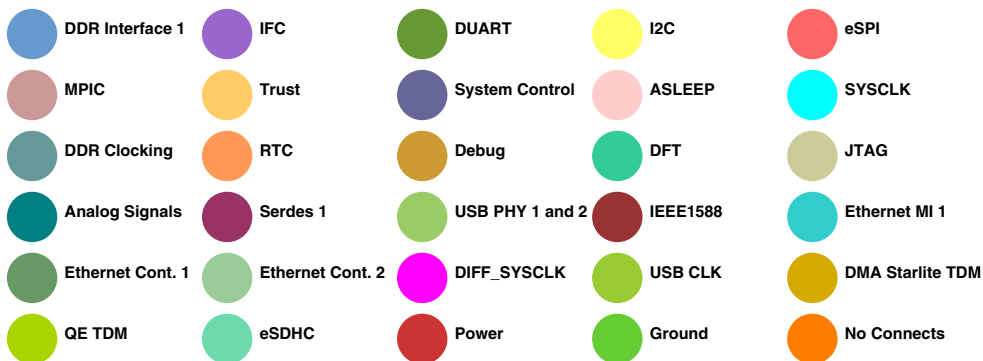 DDR Interface 1 IFC DUART I2C eSPI
MPIC Trust System Control ASLEEP SYSCLK
DDR Clocking RTC Debug DFT JTAG
Analog Signals Serdes 1 USB PHY 1 and 2 IEEE1588 Ethernet MI 1
Ethernet Cont. 1 Ethernet Cont. 2 DIFF_SYSCLK USB CLK DMA Starlite TDM
QE TDM eSDHC Power Ground No Connects